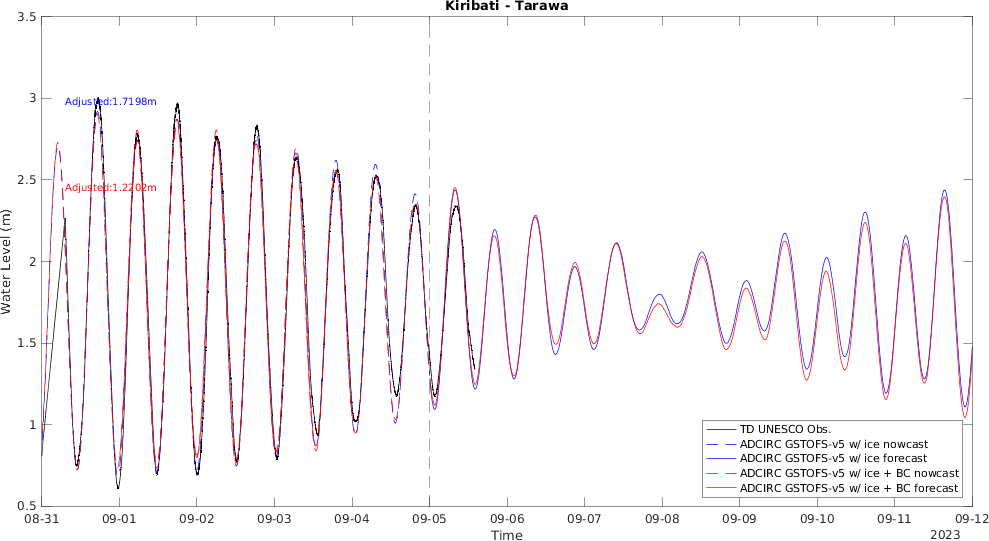 Kiribati - Tarawa
3.5
3
2.5
2
1.5
1
0.5
Water Level (m)
Adjusted:1.7198m
Adjusted:1.2202m
TD UNESCO Obs.
ADCIRC GSTOFS-v5 w/ ice nowcast
ADCIRC GSTOFS-v5 w/ ice forecast
ADCIRC GSTOFS-v5 w/ ice + BC nowcast
ADCIRC GSTOFS-v5 w/ ice + BC forecast
08-31 09-01 09-02 09-03 09-04 09-05 09-06 09-07 09-08 09-09 09-10 09-11 09-12
Time
2023